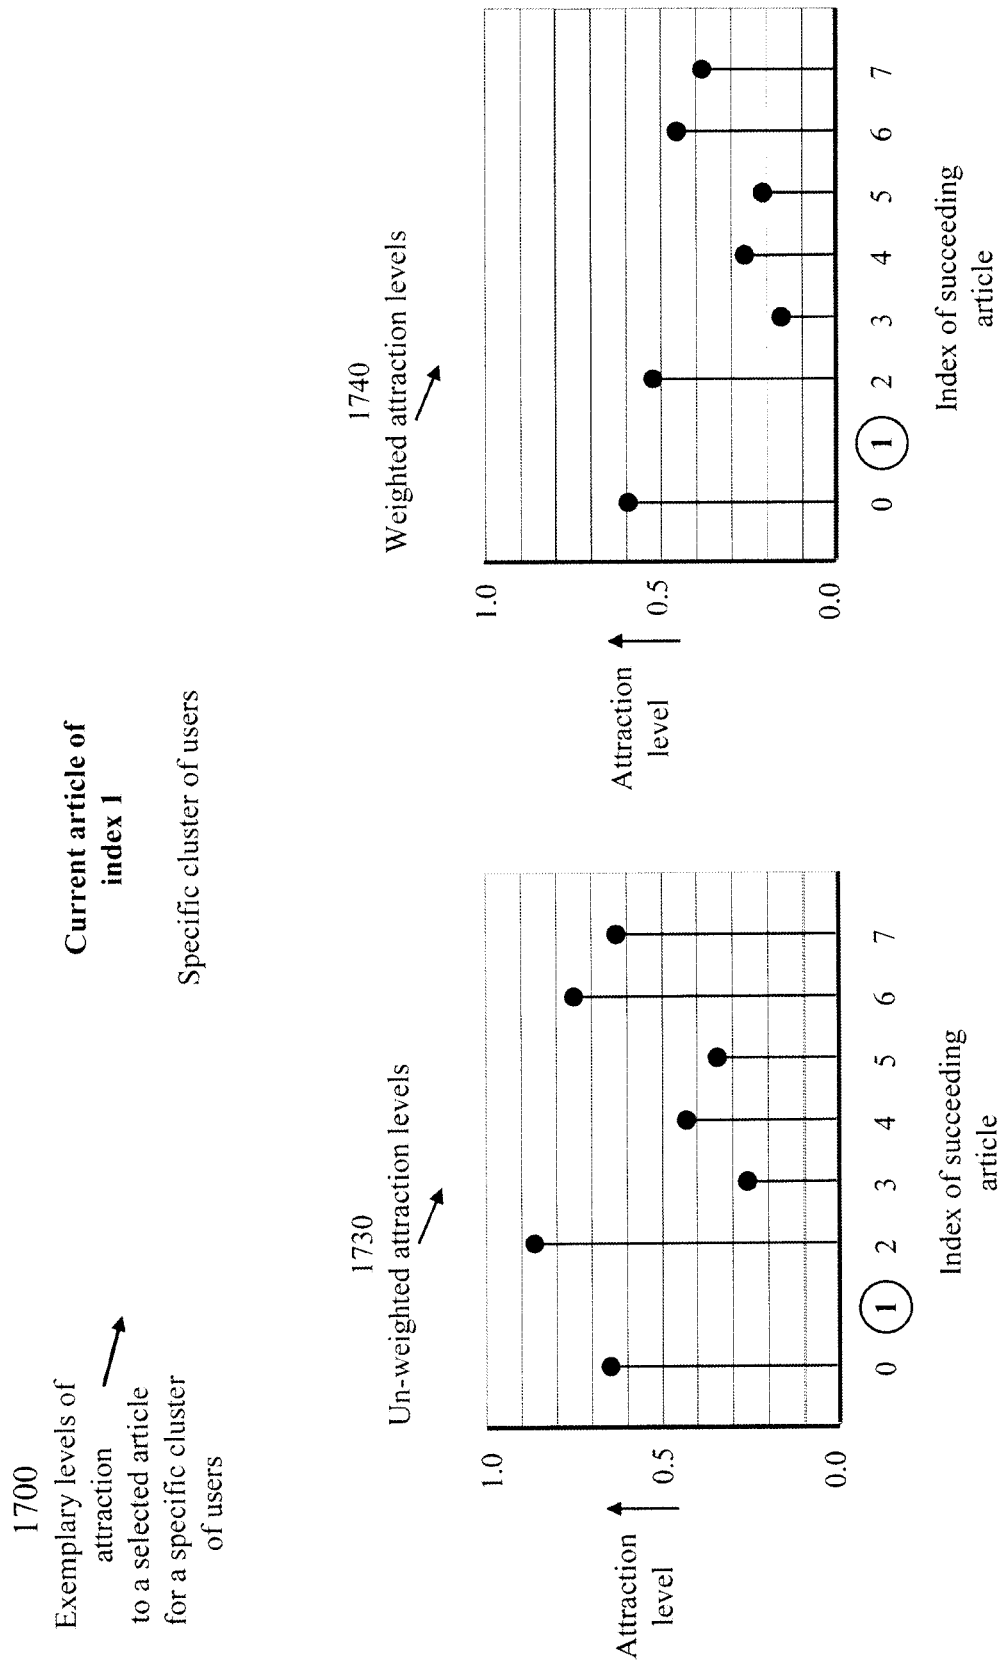 1700
Exemplary levels of
attraction
to a selected article
for a specific cluster
of users
Current article of
index 1
Specific cluster of users
1730
Un-weighted attraction levels
Attraction
level
1.0
0.5
0.0
0 1 2 3 4 5 6 7
Index of succeeding
article
1740
Weighted attraction levels
Attraction
level
1.0
0.5
0.0
0 1 2 3 4 5 6 7
Index of succeeding
article